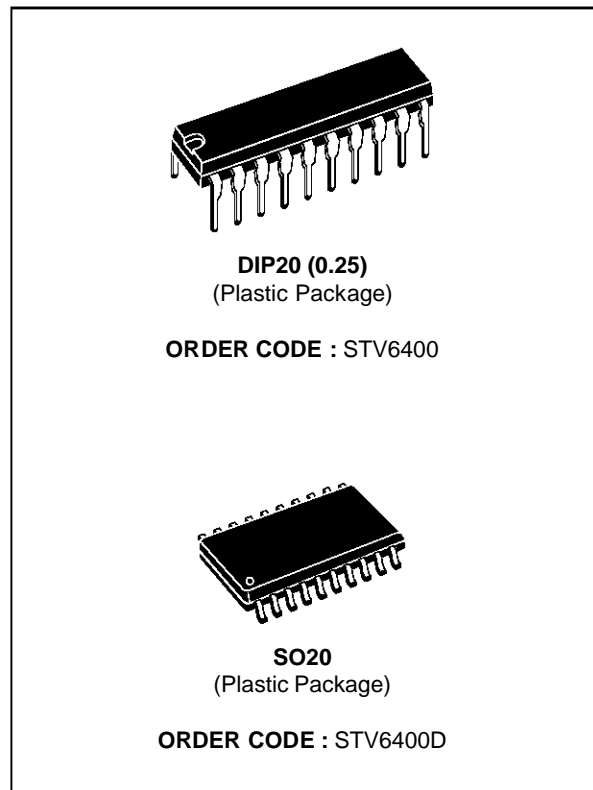 DIP20 (0.25)
(Plastic Package)
ORDER CODE : STV6400
SO20
(Plastic Package)
ORDER CODE : STV6400D